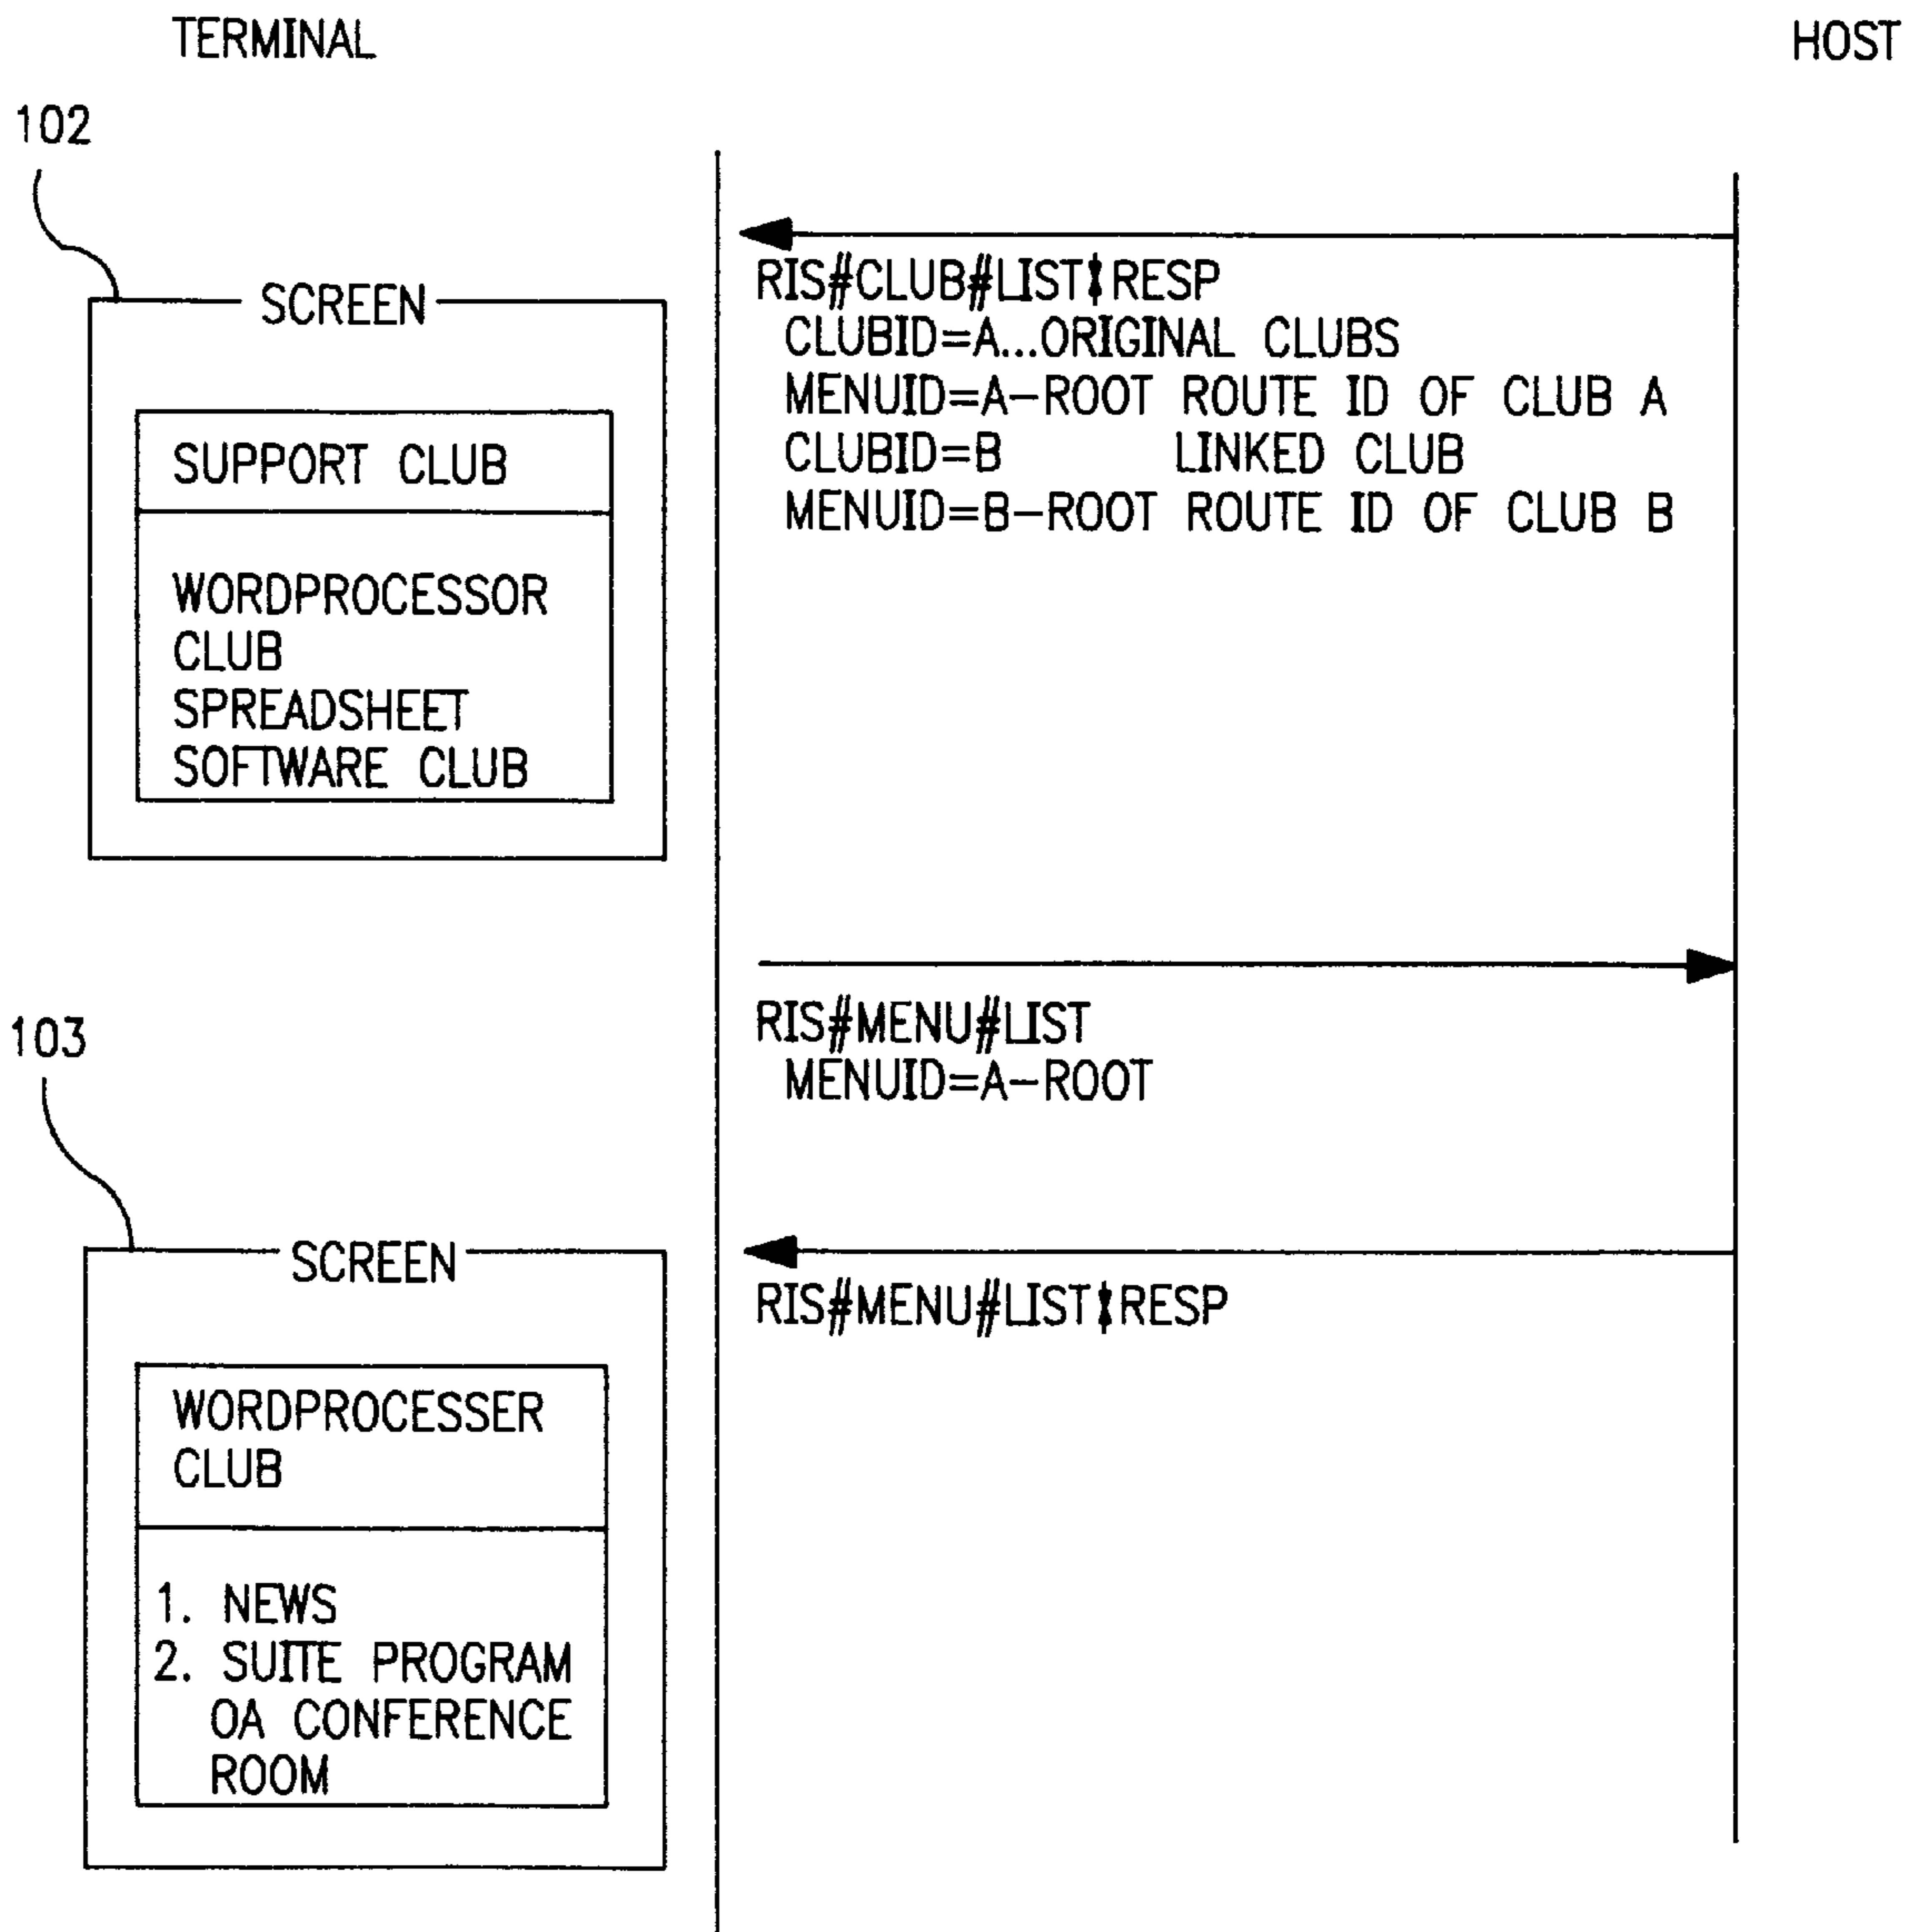 TERMINAL
HOST
102
SCREEN
SUPPORT CLUB
WORDPROCESSOR
CLUB
SPREADSHEET
SOFTWARE CLUB
RIS#CLUB#LIST RESP
CLUBID=A...ORIGINAL CLUBS
MENUID=A-ROOT ROUTE ID OF CLUB A
CLUBID=B LINKED CLUB
MENUID=B-ROOT ROUTE ID OF CLUB B
RIS#MENU#LIST
MENUID=A-ROOT
103
SCREEN
WORDPROCESSER
CLUB
1. NEWS
2. SUITE PROGRAM
OA CONFERENCE
ROOM
RIS#MENU#LIST RESP